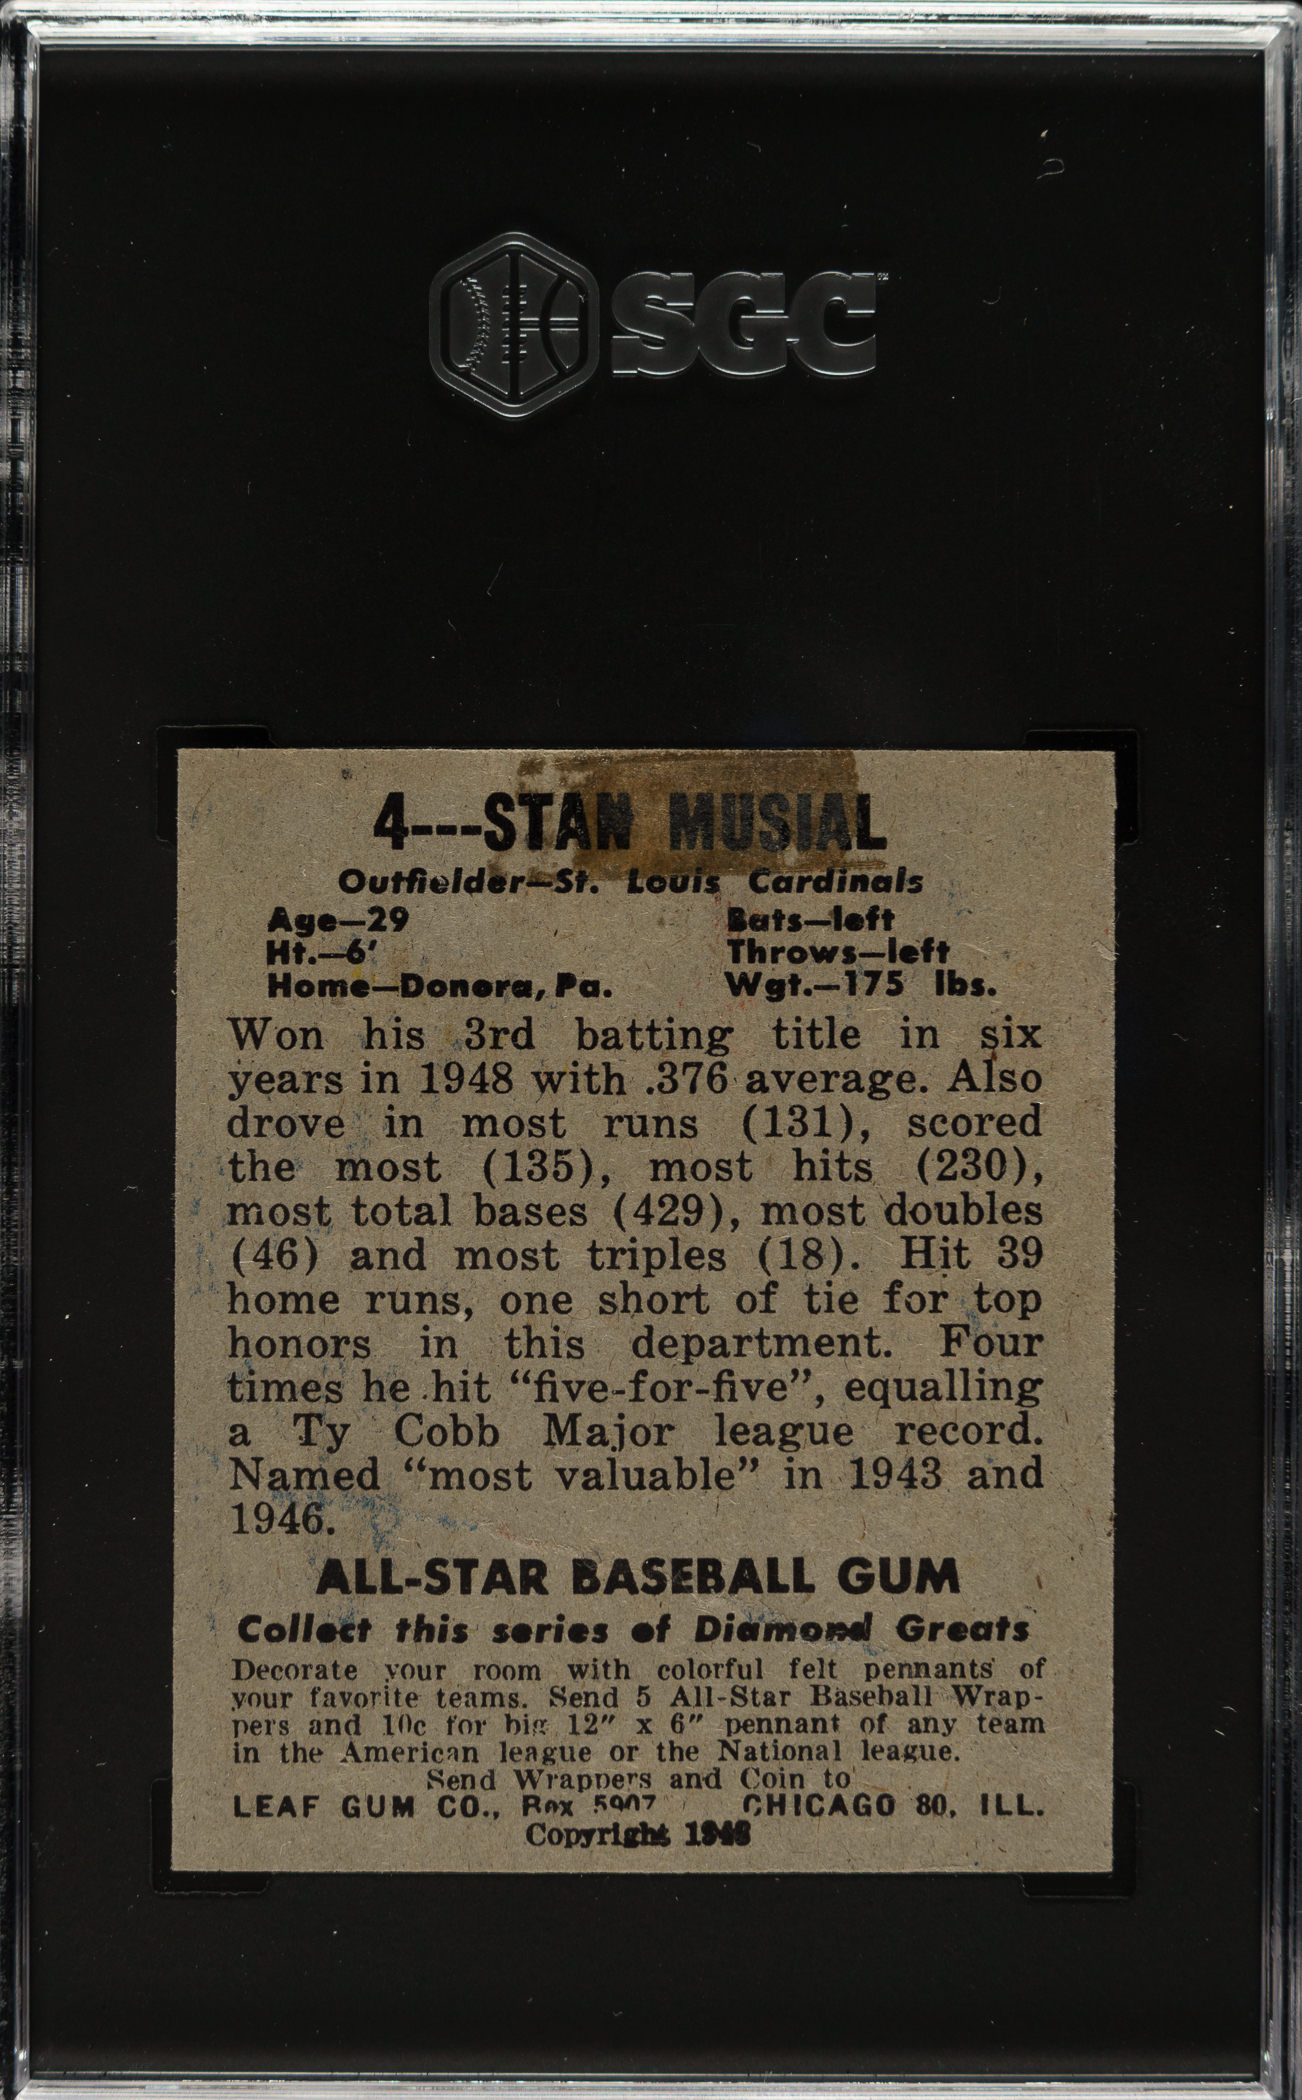 SGC
4---STAN MUSIAL
Outfielder—St. Louis Cardinals
Age—29 Bats—left
Ht.—6' Throws—left
Home—Donora, Pa. Wgt.—175 lbs.
Won his 3rd batting title in six
years in 1948 with .376 average. Also
drove in most runs (131), scored
the most (135), most hits (230),
most total bases (429), most doubles
(46) and most triples (18). Hit 39
home runs, one short of tie for top
honors in this department. Four
times he hit “five-for-five”, equalling
a Ty Cobb Major league record.
Named “most valuable” in 1943 and
1946.
ALL-STAR BASEBALL GUM
Collect this series of Diamond Greats
Decorate your room with colorful felt pennants of
your favorite teams. Send 5 All-Star Baseball Wrap-
pers and 10c for big 12″ x 6″ pennant of any team
in the American league or the National league.
Send Wrappers and Coin to
LEAF GUM CO., Box 5907 CHICAGO 80, ILL.
Copyright 1948